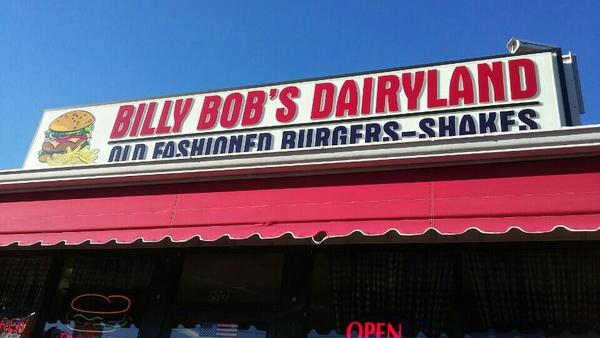 BILLY BOB'S DAIRYLAND
OLD FASHIONED BURGERS-SHAKES
OPEN